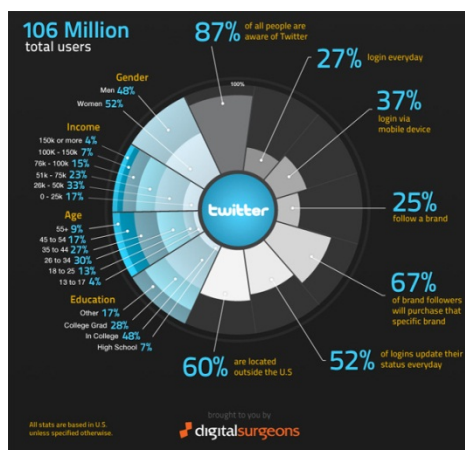 106 Million
total users
87% of all people are
aware of Twitter
27% login everyday
37%
login via
mobile device
25%
follow a brand
67%
of brand followers
will purchase that
specific brand
52% of logins update their
status everyday
60% are located
outside the U.S
100%
twitter
Gender
Men 48%
Women 52%
Income
150k or more 4%
100K - 150k 7%
76k - 100k 15%
51k - 75k 23%
26k - 50k 33%
0 - 25k 17%
Age
55+ 9%
45 to 54 17%
35 to 44 27%
26 to 34 30%
18 to 25 13%
13 to 17 4%
Education
Other 17%
College Grad 28%
In College 48%
High School 7%
All stats are based in U.S.
unless specified otherwise.
brought to you by
digitalsurgeons